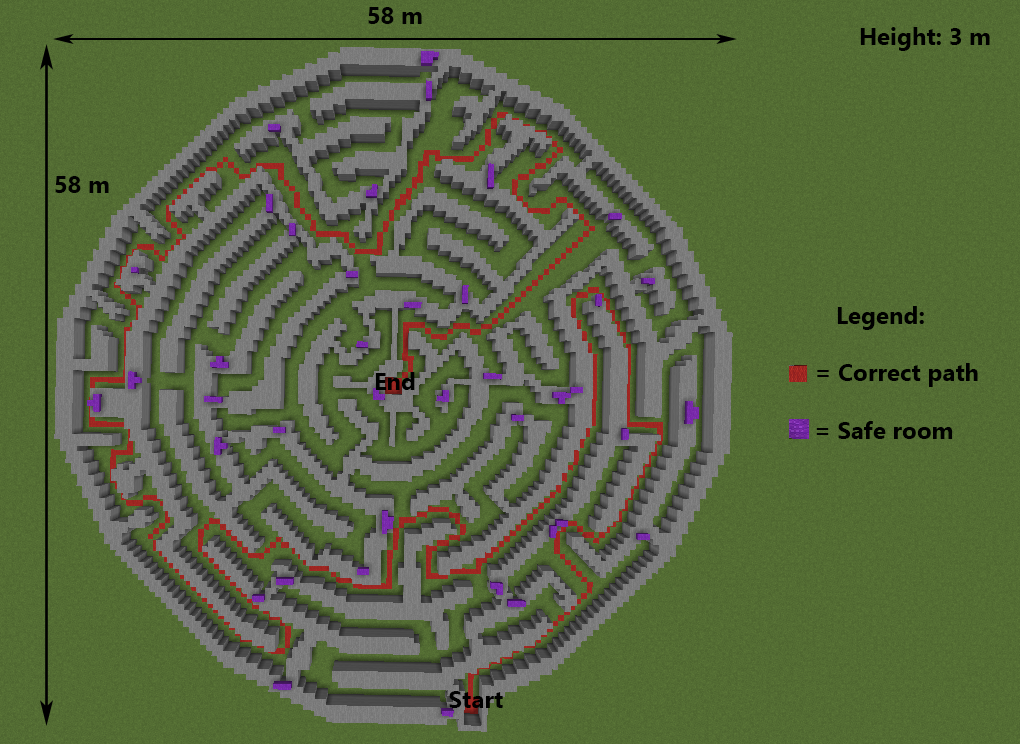 58 m
Height: 3 m
58 m
Legend:
End
= Correct path
= Safe room
Start